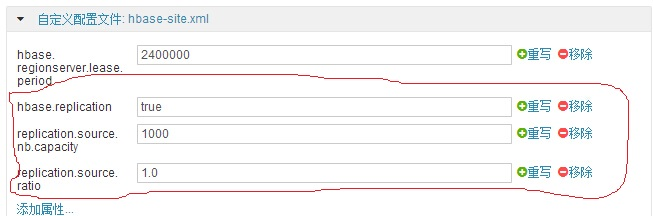 自定义配置文件: hbase-site.xml
hbase.
regionserver.lease.
period
2400000
重写 移除
hbase.replication
true
重写 移除
replication.source.
nb.capacity
1000
重写 移除
replication.source.
ratio
1.0
重写 移除
添加属性...